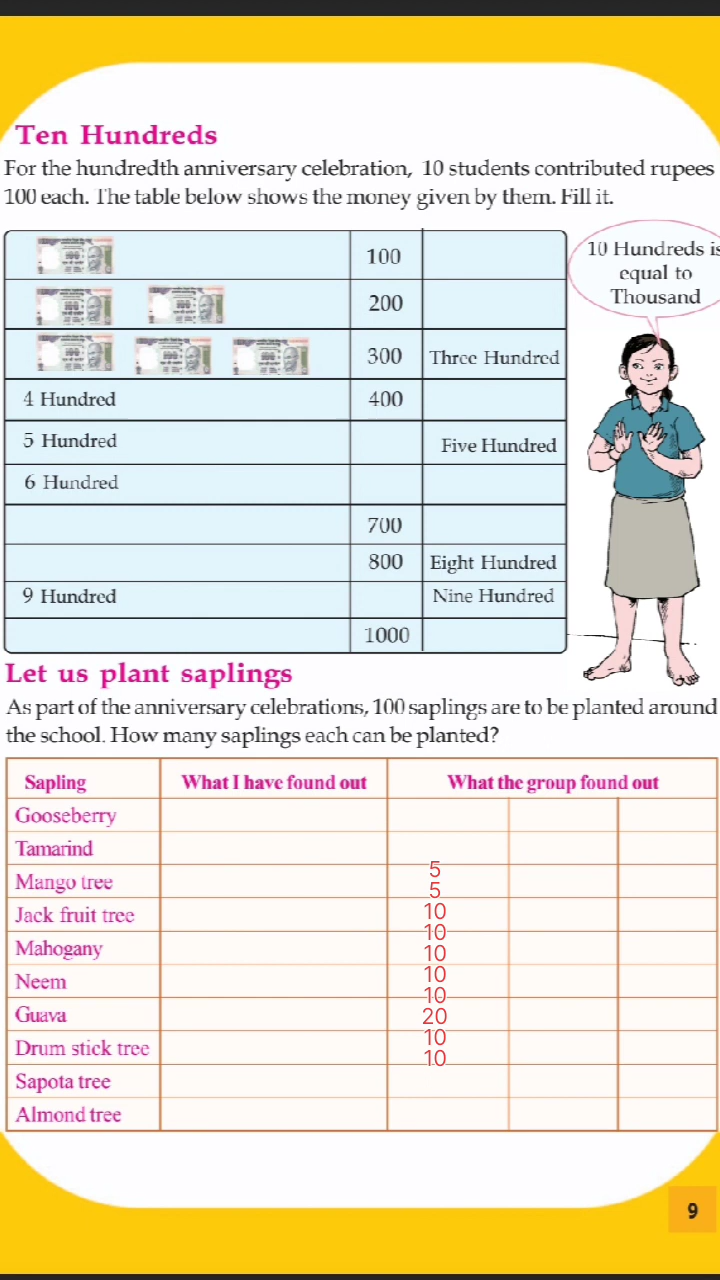 Ten Hundreds
For the hundredth anniversary celebration, 10 students contributed rupees
100 each. The table below shows the money given by them. Fill it.
100
200
300 Three Hundred
4 Hundred 400
5 Hundred Five Hundred
6 Hundred
700
800 Eight Hundred
9 Hundred Nine Hundred
1000
10 Hundreds is
equal to
Thousand
Let us plant saplings
As part of the anniversary celebrations, 100 saplings are to be planted around
the school. How many saplings each can be planted?
Sapling What I have found out What the group found out
Gooseberry
Tamarind
Mango tree
Jack fruit tree
Mahogany
Neem
Guava
Drum stick tree
Sapota tree
Almond tree
5
5
10
10
10
10
10
20
10
10
9